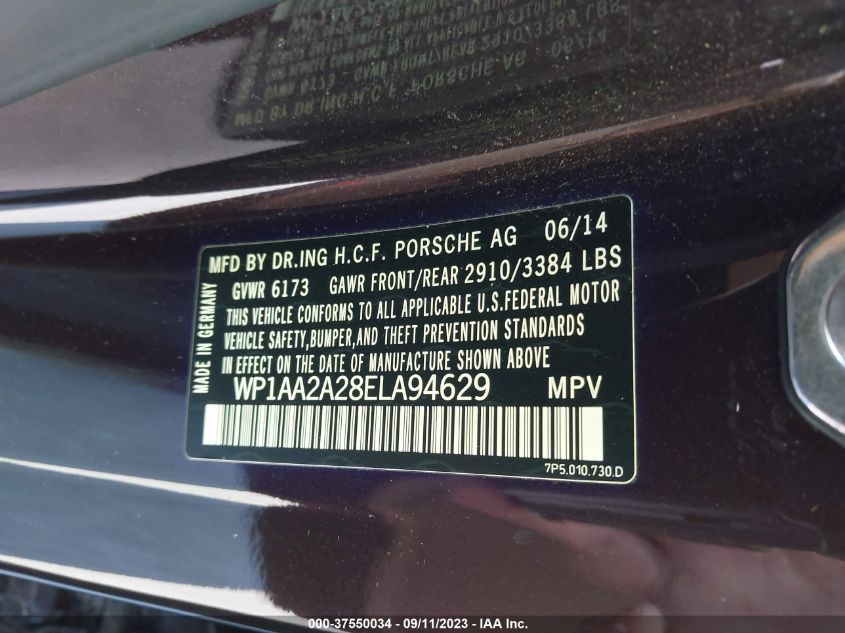 MFD BY DR.ING H.C.F. PORSCHE AG 06/14
GVWR 6173 GAWR FRONT/REAR 2910/3384 LBS
THIS VEHICLE CONFORMS TO ALL APPLICABLE U.S.FEDERAL MOTOR
VEHICLE SAFETY,BUMPER,AND THEFT PREVENTION STANDARDS
IN EFFECT ON THE DATE OF MANUFACTURE SHOWN ABOVE
MADE IN GERMANY
WP1AA2A28ELA94629 MPV
7P5.010.730.D
000-37550034 - 09/11/2023 - IAA Inc.